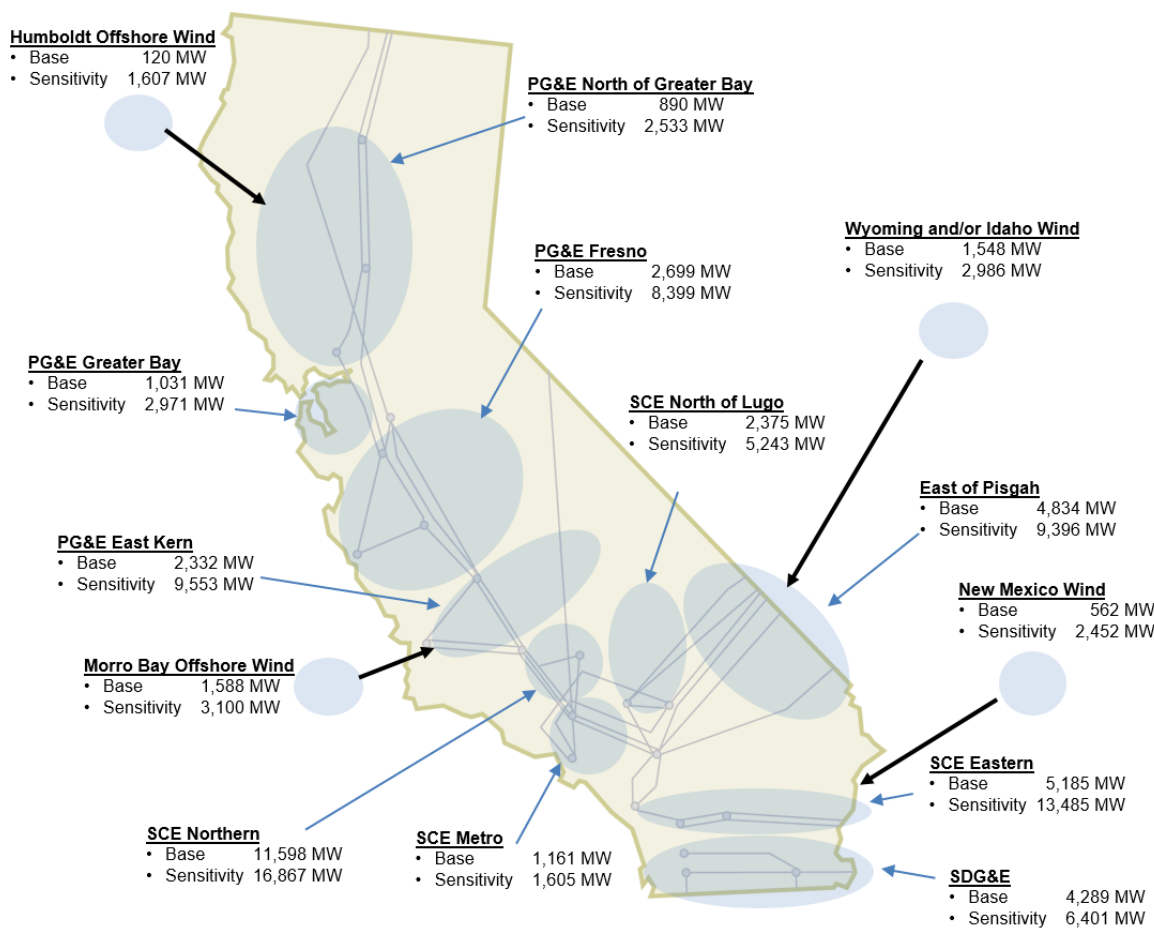 Humboldt Offshore Wind
• Base 120 MW
• Sensitivity 1,607 MW
PG&E North of Greater Bay
• Base 890 MW
• Sensitivity 2,533 MW
Wyoming and/or Idaho Wind
• Base 1,548 MW
• Sensitivity 2,986 MW
PG&E Fresno
• Base 2,699 MW
• Sensitivity 8,399 MW
PG&E Greater Bay
• Base 1,031 MW
• Sensitivity 2,971 MW
SCE North of Lugo
• Base 2,375 MW
• Sensitivity 5,243 MW
East of Pisgah
• Base 4,834 MW
• Sensitivity 9,396 MW
PG&E East Kern
• Base 2,332 MW
• Sensitivity 9,553 MW
New Mexico Wind
• Base 562 MW
• Sensitivity 2,452 MW
Morro Bay Offshore Wind
• Base 1,588 MW
• Sensitivity 3,100 MW
SCE Eastern
• Base 5,185 MW
• Sensitivity 13,485 MW
SCE Northern
• Base 11,598 MW
• Sensitivity 16,867 MW
SCE Metro
• Base 1,161 MW
• Sensitivity 1,605 MW
SDG&E
• Base 4,289 MW
• Sensitivity 6,401 MW